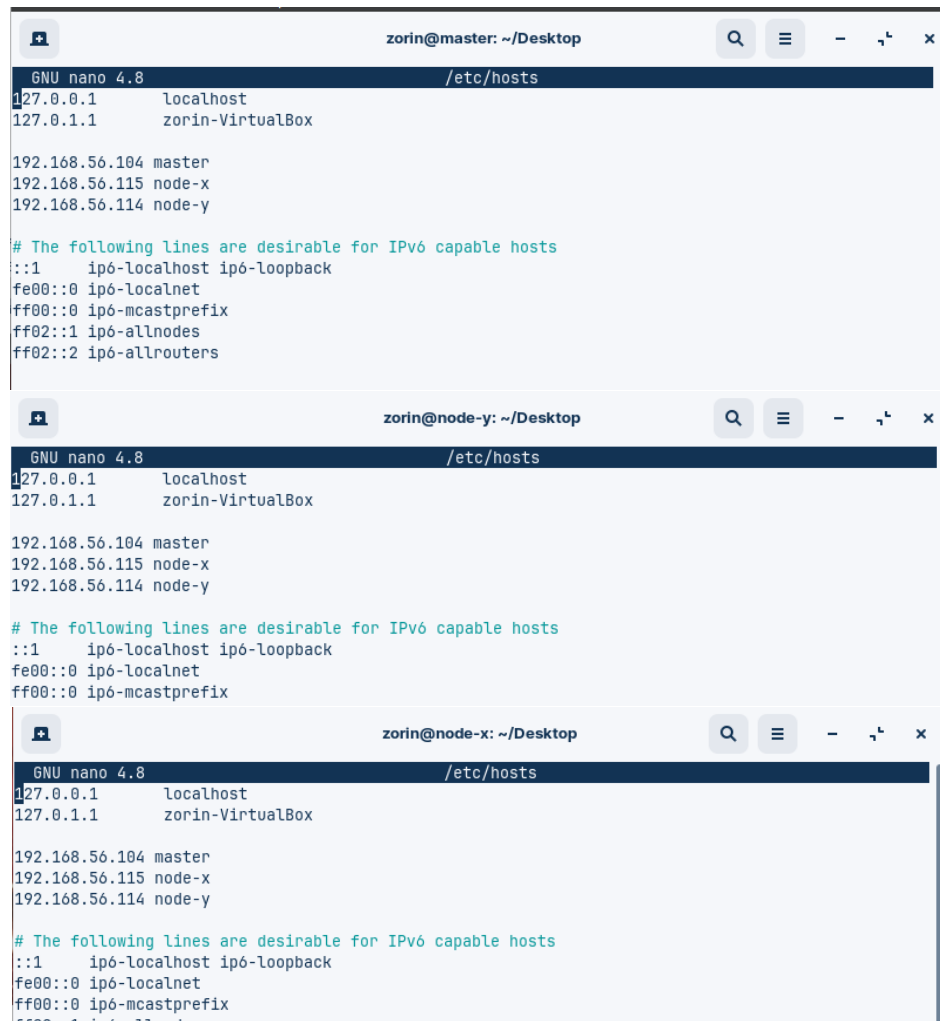 zorin@master: ~/Desktop
GNU nano 4.8 /etc/hosts
127.0.0.1 localhost
127.0.1.1 zorin-VirtualBox
192.168.56.104 master
192.168.56.115 node-x
192.168.56.114 node-y
# The following lines are desirable for IPv6 capable hosts
::1 ip6-localhost ip6-loopback
fe00::0 ip6-localnet
ff00::0 ip6-mcastprefix
ff02::1 ip6-allnodes
ff02::2 ip6-allrouters
zorin@node-y: ~/Desktop
GNU nano 4.8 /etc/hosts
127.0.0.1 localhost
127.0.1.1 zorin-VirtualBox
192.168.56.104 master
192.168.56.115 node-x
192.168.56.114 node-y
# The following lines are desirable for IPv6 capable hosts
::1 ip6-localhost ip6-loopback
fe00::0 ip6-localnet
ff00::0 ip6-mcastprefix
zorin@node-x: ~/Desktop
GNU nano 4.8 /etc/hosts
127.0.0.1 localhost
127.0.1.1 zorin-VirtualBox
192.168.56.104 master
192.168.56.115 node-x
192.168.56.114 node-y
# The following lines are desirable for IPv6 capable hosts
::1 ip6-localhost ip6-loopback
fe00::0 ip6-localnet
ff00::0 ip6-mcastprefix